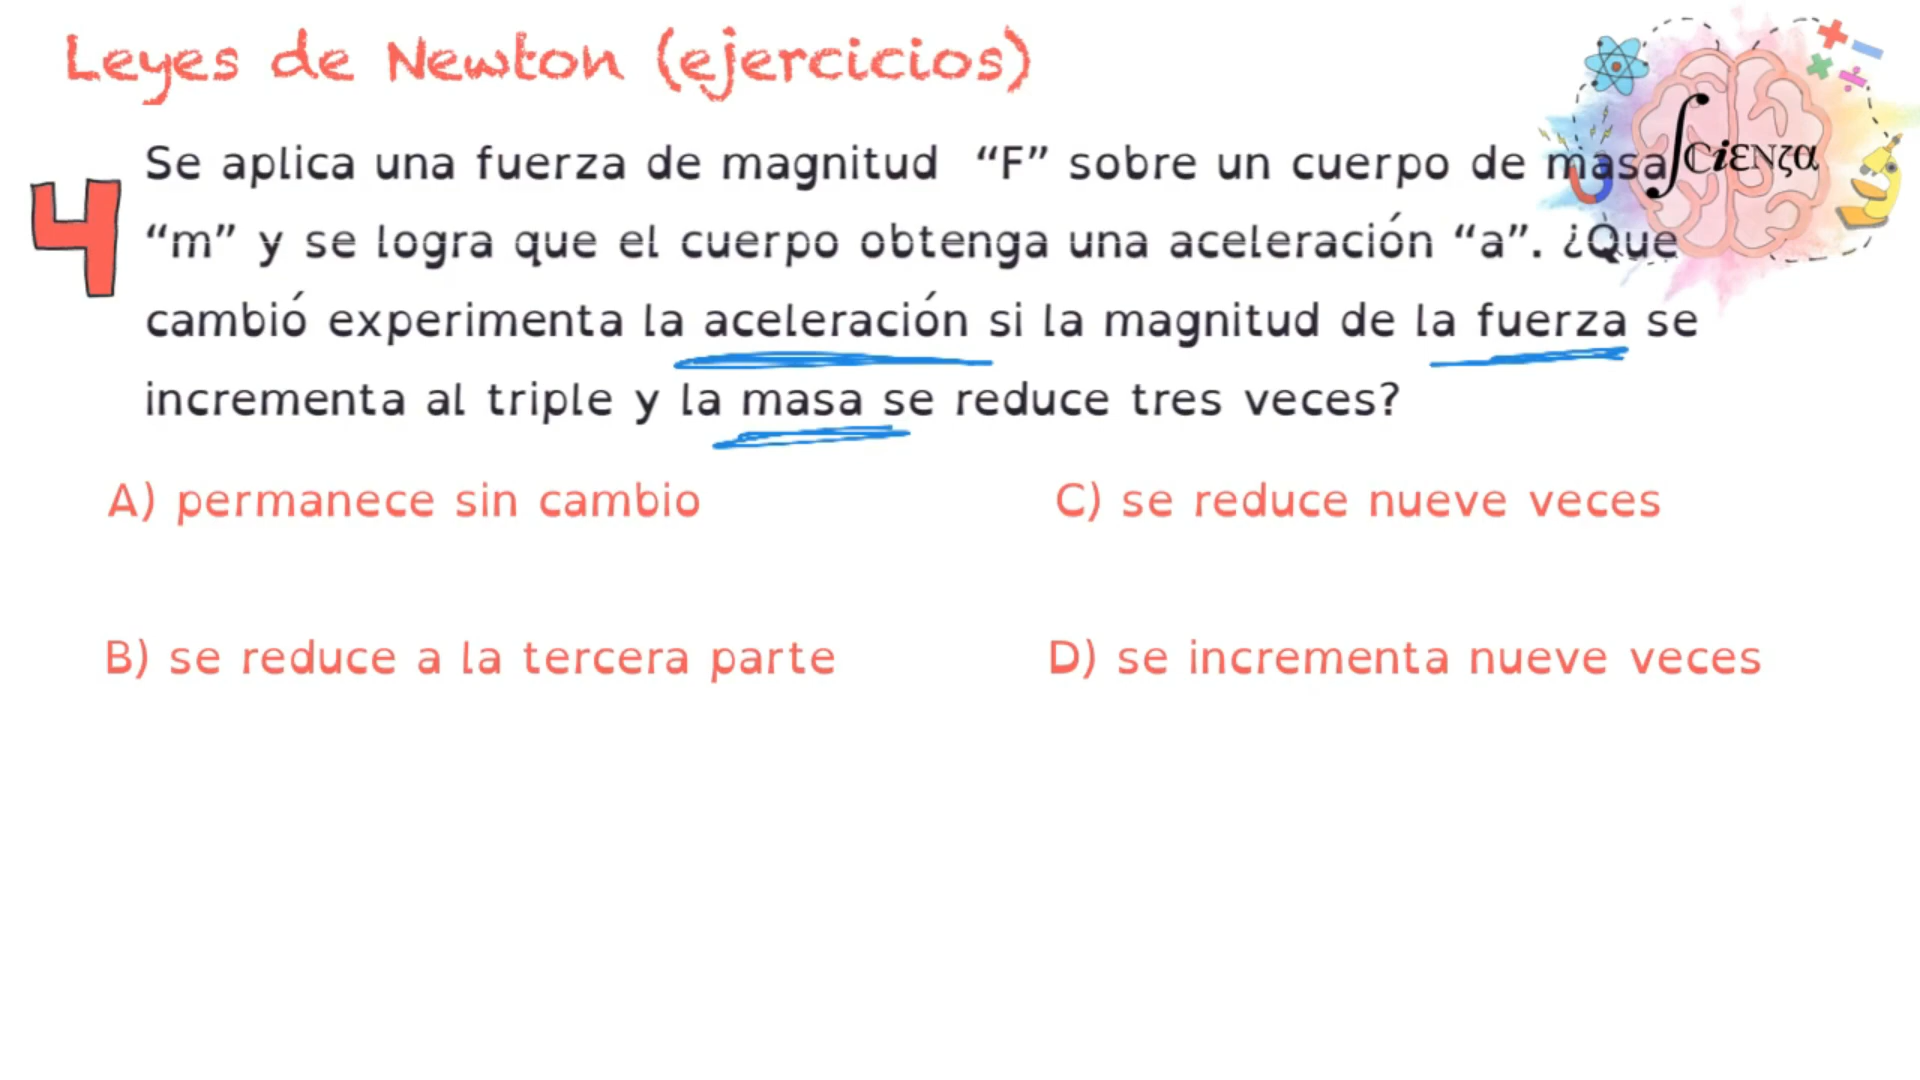 Leyes de Newton (ejercicios)
4
Se aplica una fuerza de magnitud “F” sobre un cuerpo de masa
“m” y se logra que el cuerpo obtenga una aceleración “a”. ¿Que
cambió experimenta la aceleración si la magnitud de la fuerza se
incrementa al triple y la masa se reduce tres veces?
A) permanece sin cambio
C) se reduce nueve veces
B) se reduce a la tercera parte
D) se incrementa nueve veces
∫CiENζα